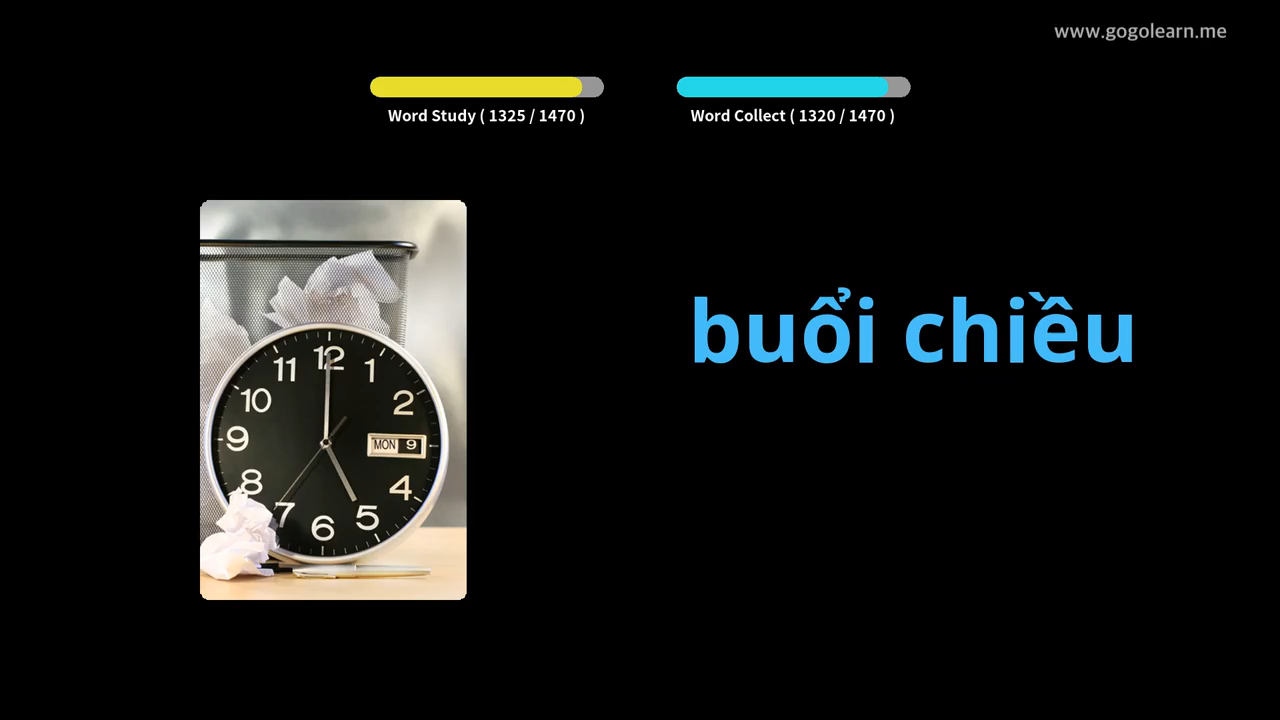 www.gogolearn.me
Word Study ( 1325 / 1470 )
Word Collect ( 1320 / 1470 )
buổi chiều
12
11
1
10
2
9
MON 9
8
4
7
5
6